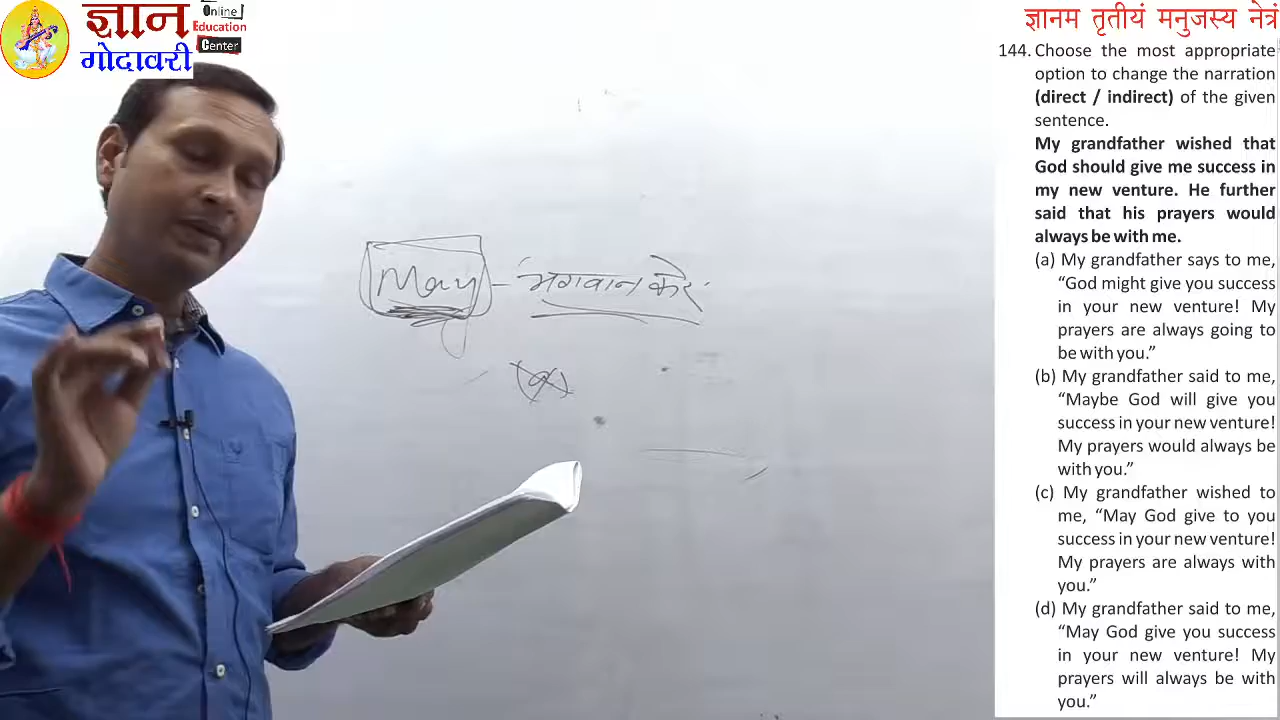 ज्ञान
गोदावरी
Online
Education
Center
ज्ञानम तृतीयं मनुजस्य नेत्रं
144. Choose the most appropriate
option to change the narration
(direct / indirect) of the given
sentence.
My grandfather wished that
God should give me success in
my new venture. He further
said that his prayers would
always be with me.
(a) My grandfather says to me,
“God might give you success
in your new venture! My
prayers are always going to
be with you.”
(b) My grandfather said to me,
“Maybe God will give you
success in your new venture!
My prayers would always be
with you.”
(c) My grandfather wished to
me, “May God give to you
success in your new venture!
My prayers are always with
you.”
(d) My grandfather said to me,
“May God give you success
in your new venture! My
prayers will always be with
you.”
May – भगवान करे